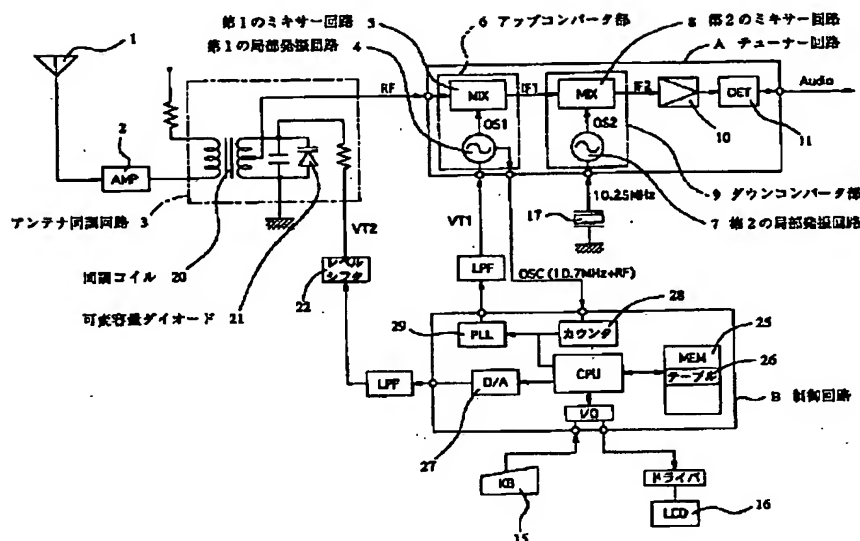 1
第1のミキサー回路 5
第1の局部発振回路 4
6 アップコンバータ部
8 第2のミキサー回路
A チューナー回路
RF
MIX
IF1
MIX
IF2
DET
Audio
OS1
OS2
10
11
2
AMP
アンテナ同調回路 3
同調コイル 20
可変容量ダイオード 21
VT2
レベル
シフタ
22
VT1
LPF
17
10.25MHz
9 ダウンコンバータ部
7 第2の局部発振回路
OSC(10.7MHz+RF)
28
29
PLL
カウンタ
25
MEM
26
テーブル
CPU
LPF
D/A
27
I/O
B 制御回路
KB
15
ドライバ
LCD
16